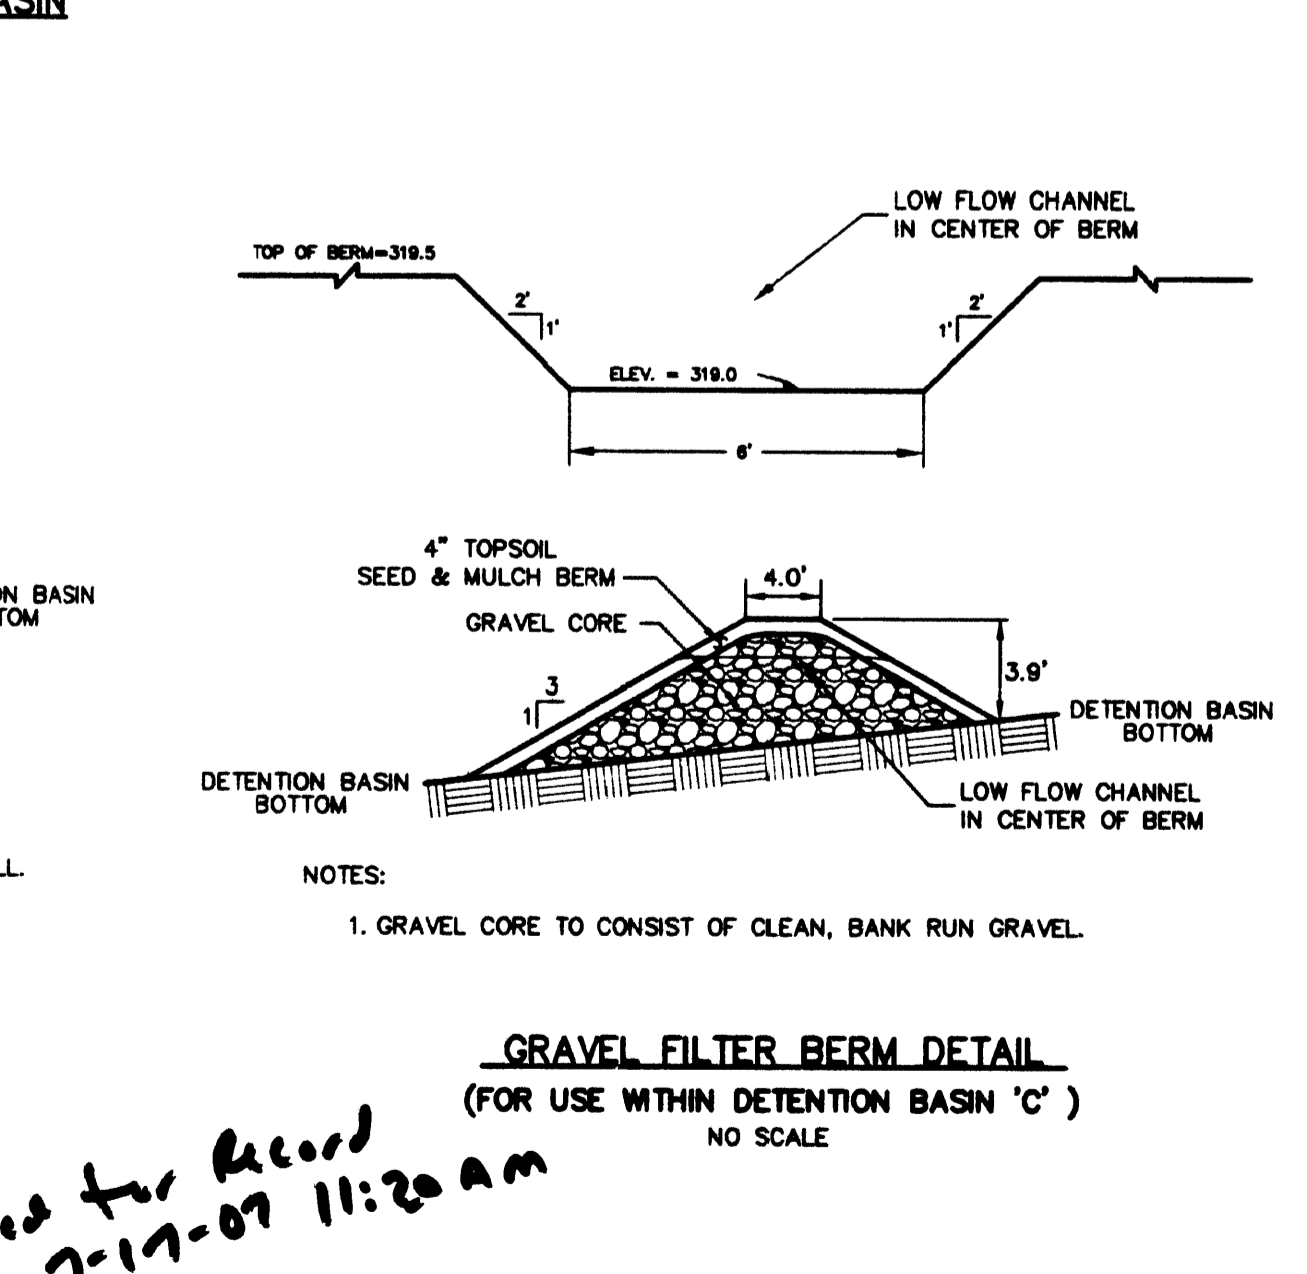 ASIN
LOW FLOW CHANNEL
IN CENTER OF BERM
TOP OF BERM=319.5
2'
1'
2'
1'
ELEV. = 319.0
6'
4" TOPSOIL
SEED & MULCH BERM
4.0'
GRAVEL CORE
ON BASIN
TOM
3.9'
3
1
DETENTION BASIN
BOTTOM
DETENTION BASIN
BOTTOM
LOW FLOW CHANNEL
IN CENTER OF BERM
LL.
NOTES:
1. GRAVEL CORE TO CONSIST OF CLEAN, BANK RUN GRAVEL.
GRAVEL FILTER BERM DETAIL
(FOR USE WITHIN DETENTION BASIN 'C' )
NO SCALE
ed for Record
7-17-07 11:20 AM